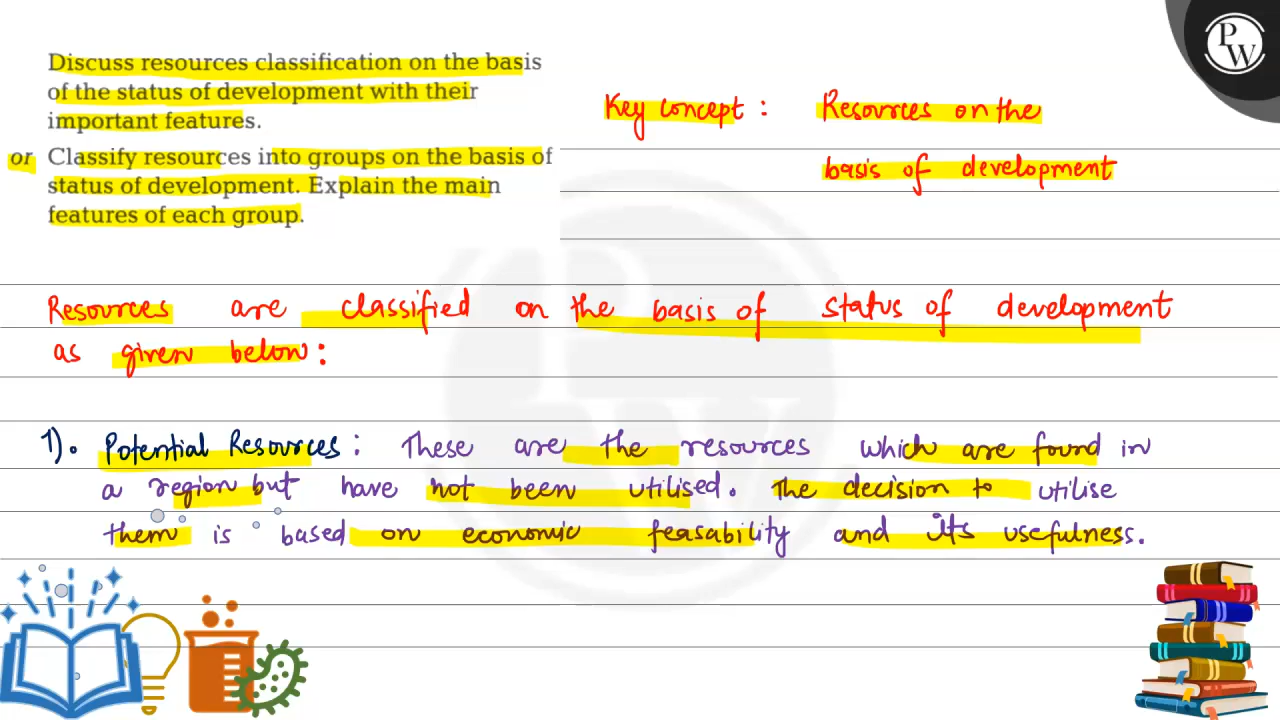 Discuss resources classification on the basis
of the status of development with their
important features.
or Classify resources into groups on the basis of
status of development. Explain the main
features of each group.
Key concept : Resources on the
basis of development
PW
Resources are classified on the basis of status of development
as given below:
1). Potential Resources: These are the resources which are found in
a region but have not been utilised. The decision to utilise
them is based on economic feasability and its usefulness.